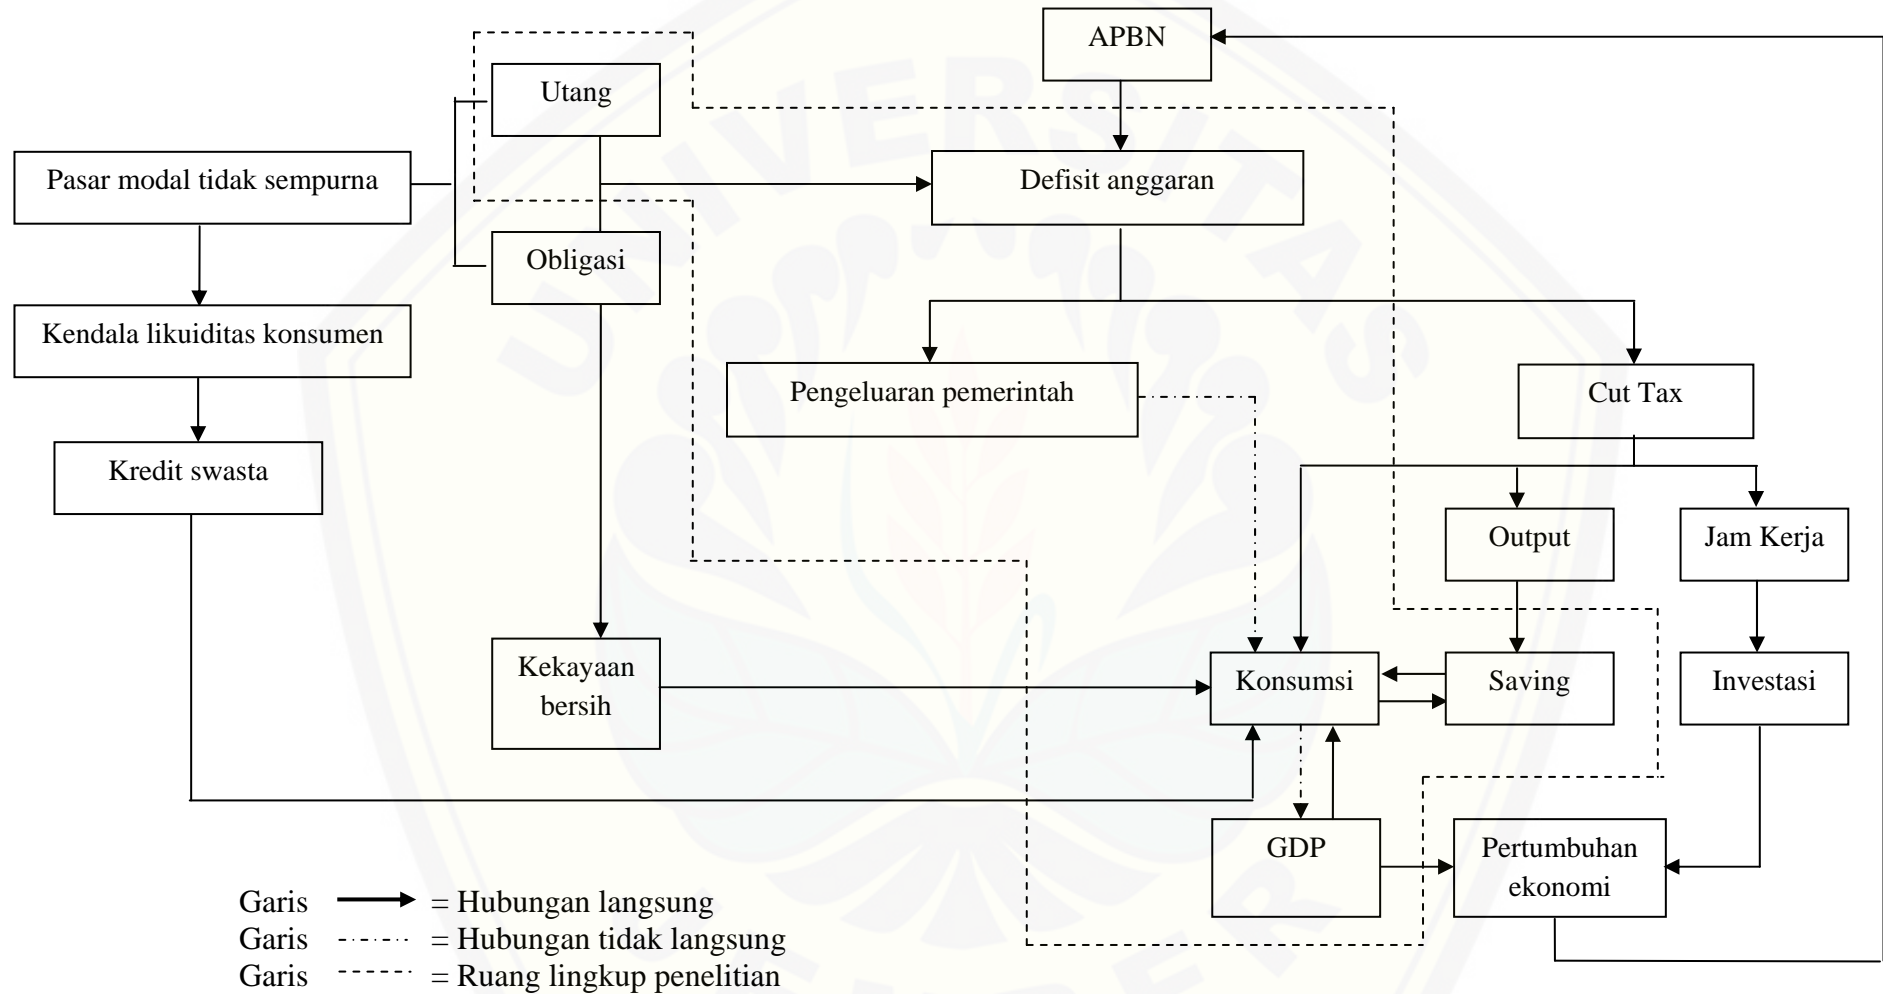 APBN
Utang
Pasar modal tidak sempurna
Defisit anggaran
Obligasi
Kendala likuiditas konsumen
Pengeluaran pemerintah
Cut Tax
Kredit swasta
Output
Jam Kerja
Kekayaan
bersih
Konsumsi
Saving
Investasi
GDP
Pertumbuhan
ekonomi
Garis = Hubungan langsung
Garis = Hubungan tidak langsung
Garis = Ruang lingkup penelitian
UNIVERSITAS